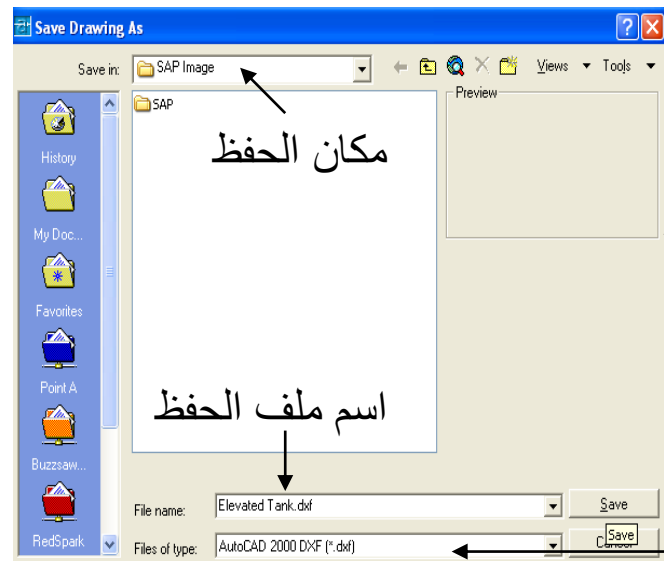 Save Drawing As
Save in: SAP Image Views Tools
SAP
Preview
مكان الحفظ
History
My Doc...
Favorites
Point A
اسم ملف الحفظ
Buzzsaw...
RedSpark
File name: Elevated Tank.dxf Save
Files of type: AutoCAD 2000 DXF (*.dxf)
Save